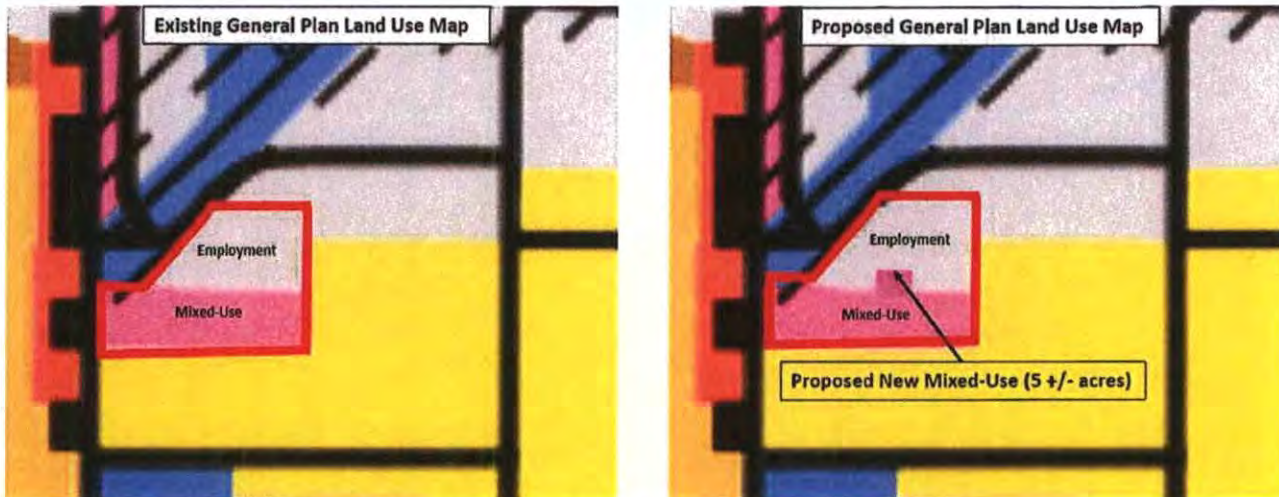 Existing General Plan Land Use Map
Employment
Mixed-Use
Proposed General Plan Land Use Map
Employment
Mixed-Use
Proposed New Mixed-Use (5 +/- acres)